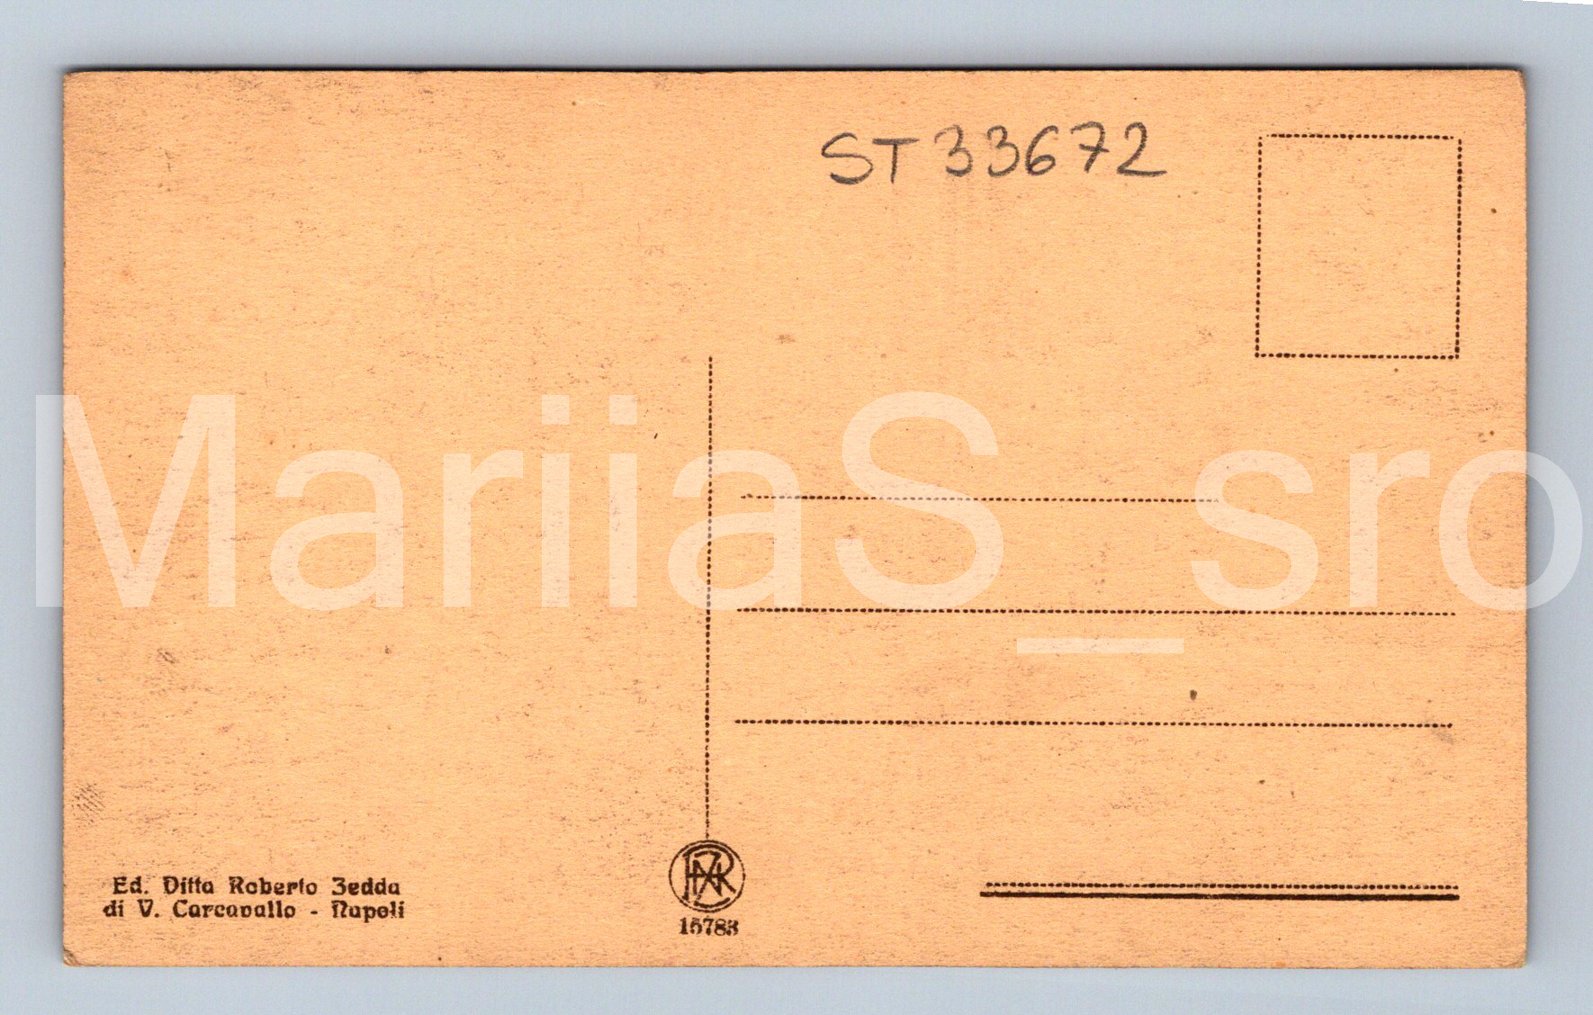 ST33672
MariiaS_sro
Ed. Ditta Roberto Zedda
di V. Carcavallo - Napoli
15783